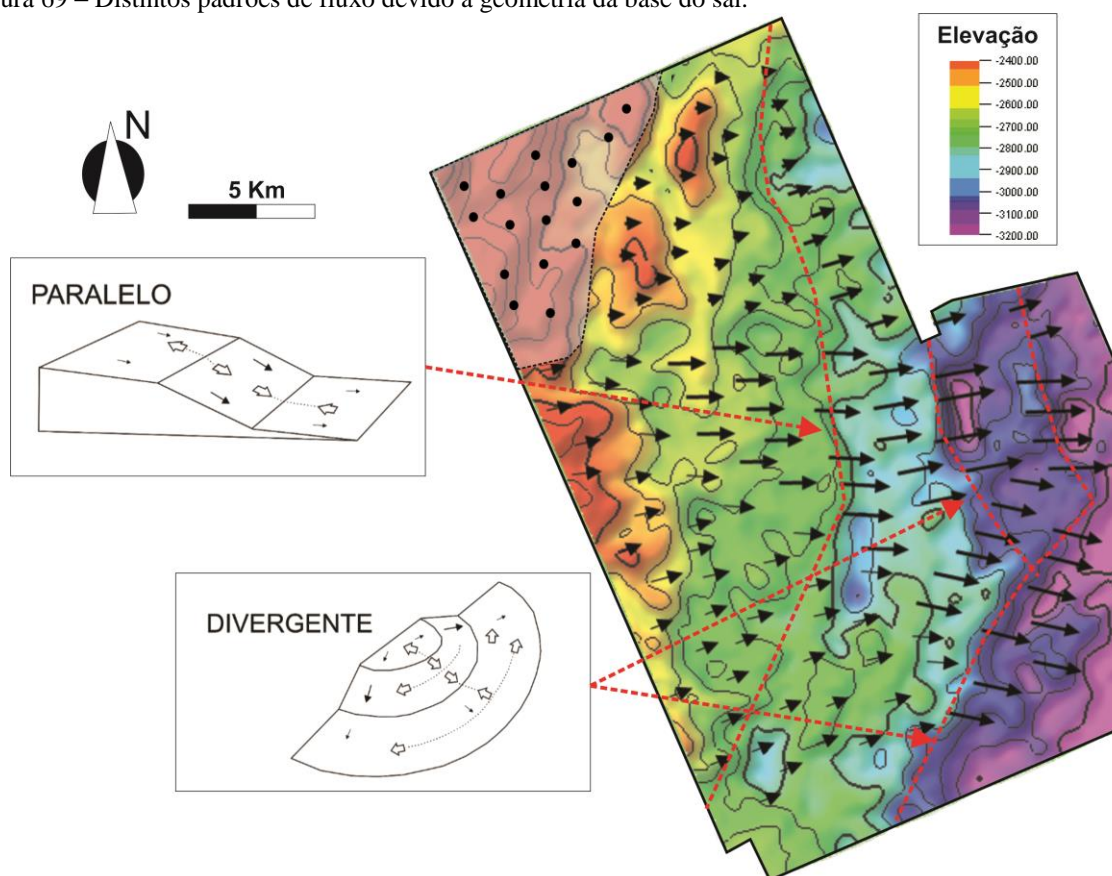 ura 69 – Distintos padrões de fluxo devido à geometria da base do sal.
Elevação
-2400.00
-2500.00
-2600.00
-2700.00
-2800.00
-2900.00
-3000.00
-3100.00
-3200.00
N
5 Km
PARALELO
DIVERGENTE